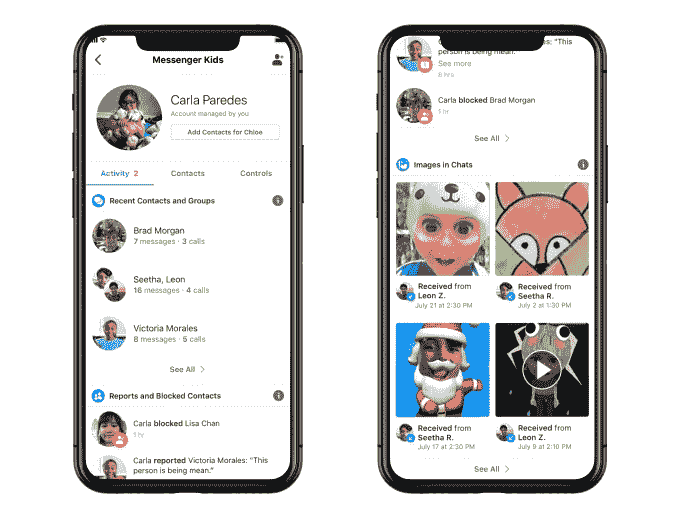 Messenger Kids
Carla Paredes
Account managed by you
Add Contacts for Chloe
Activity 2
Contacts
Controls
Recent Contacts and Groups
Brad Morgan
7 messages · 3 calls
Seetha, Leon
16 messages · 4 calls
Victoria Morales
8 messages · 5 calls
See All
Reports and Blocked Contacts
Carla blocked Lisa Chan
1 hr
Carla reported Victoria Morales: "This
person is being mean."
person is being mean."
See more
6 hrs
Carla blocked Brad Morgan
1 hr
See All
Images in Chats
Received from
Leon Z.
July 21 at 2:30 PM
Received from
Seetha R.
July 2 at 1:30 PM
Received from
Seetha R.
July 17 at 2:30 PM
Received from
Leon Z.
July 9 at 2:10 PM
See All